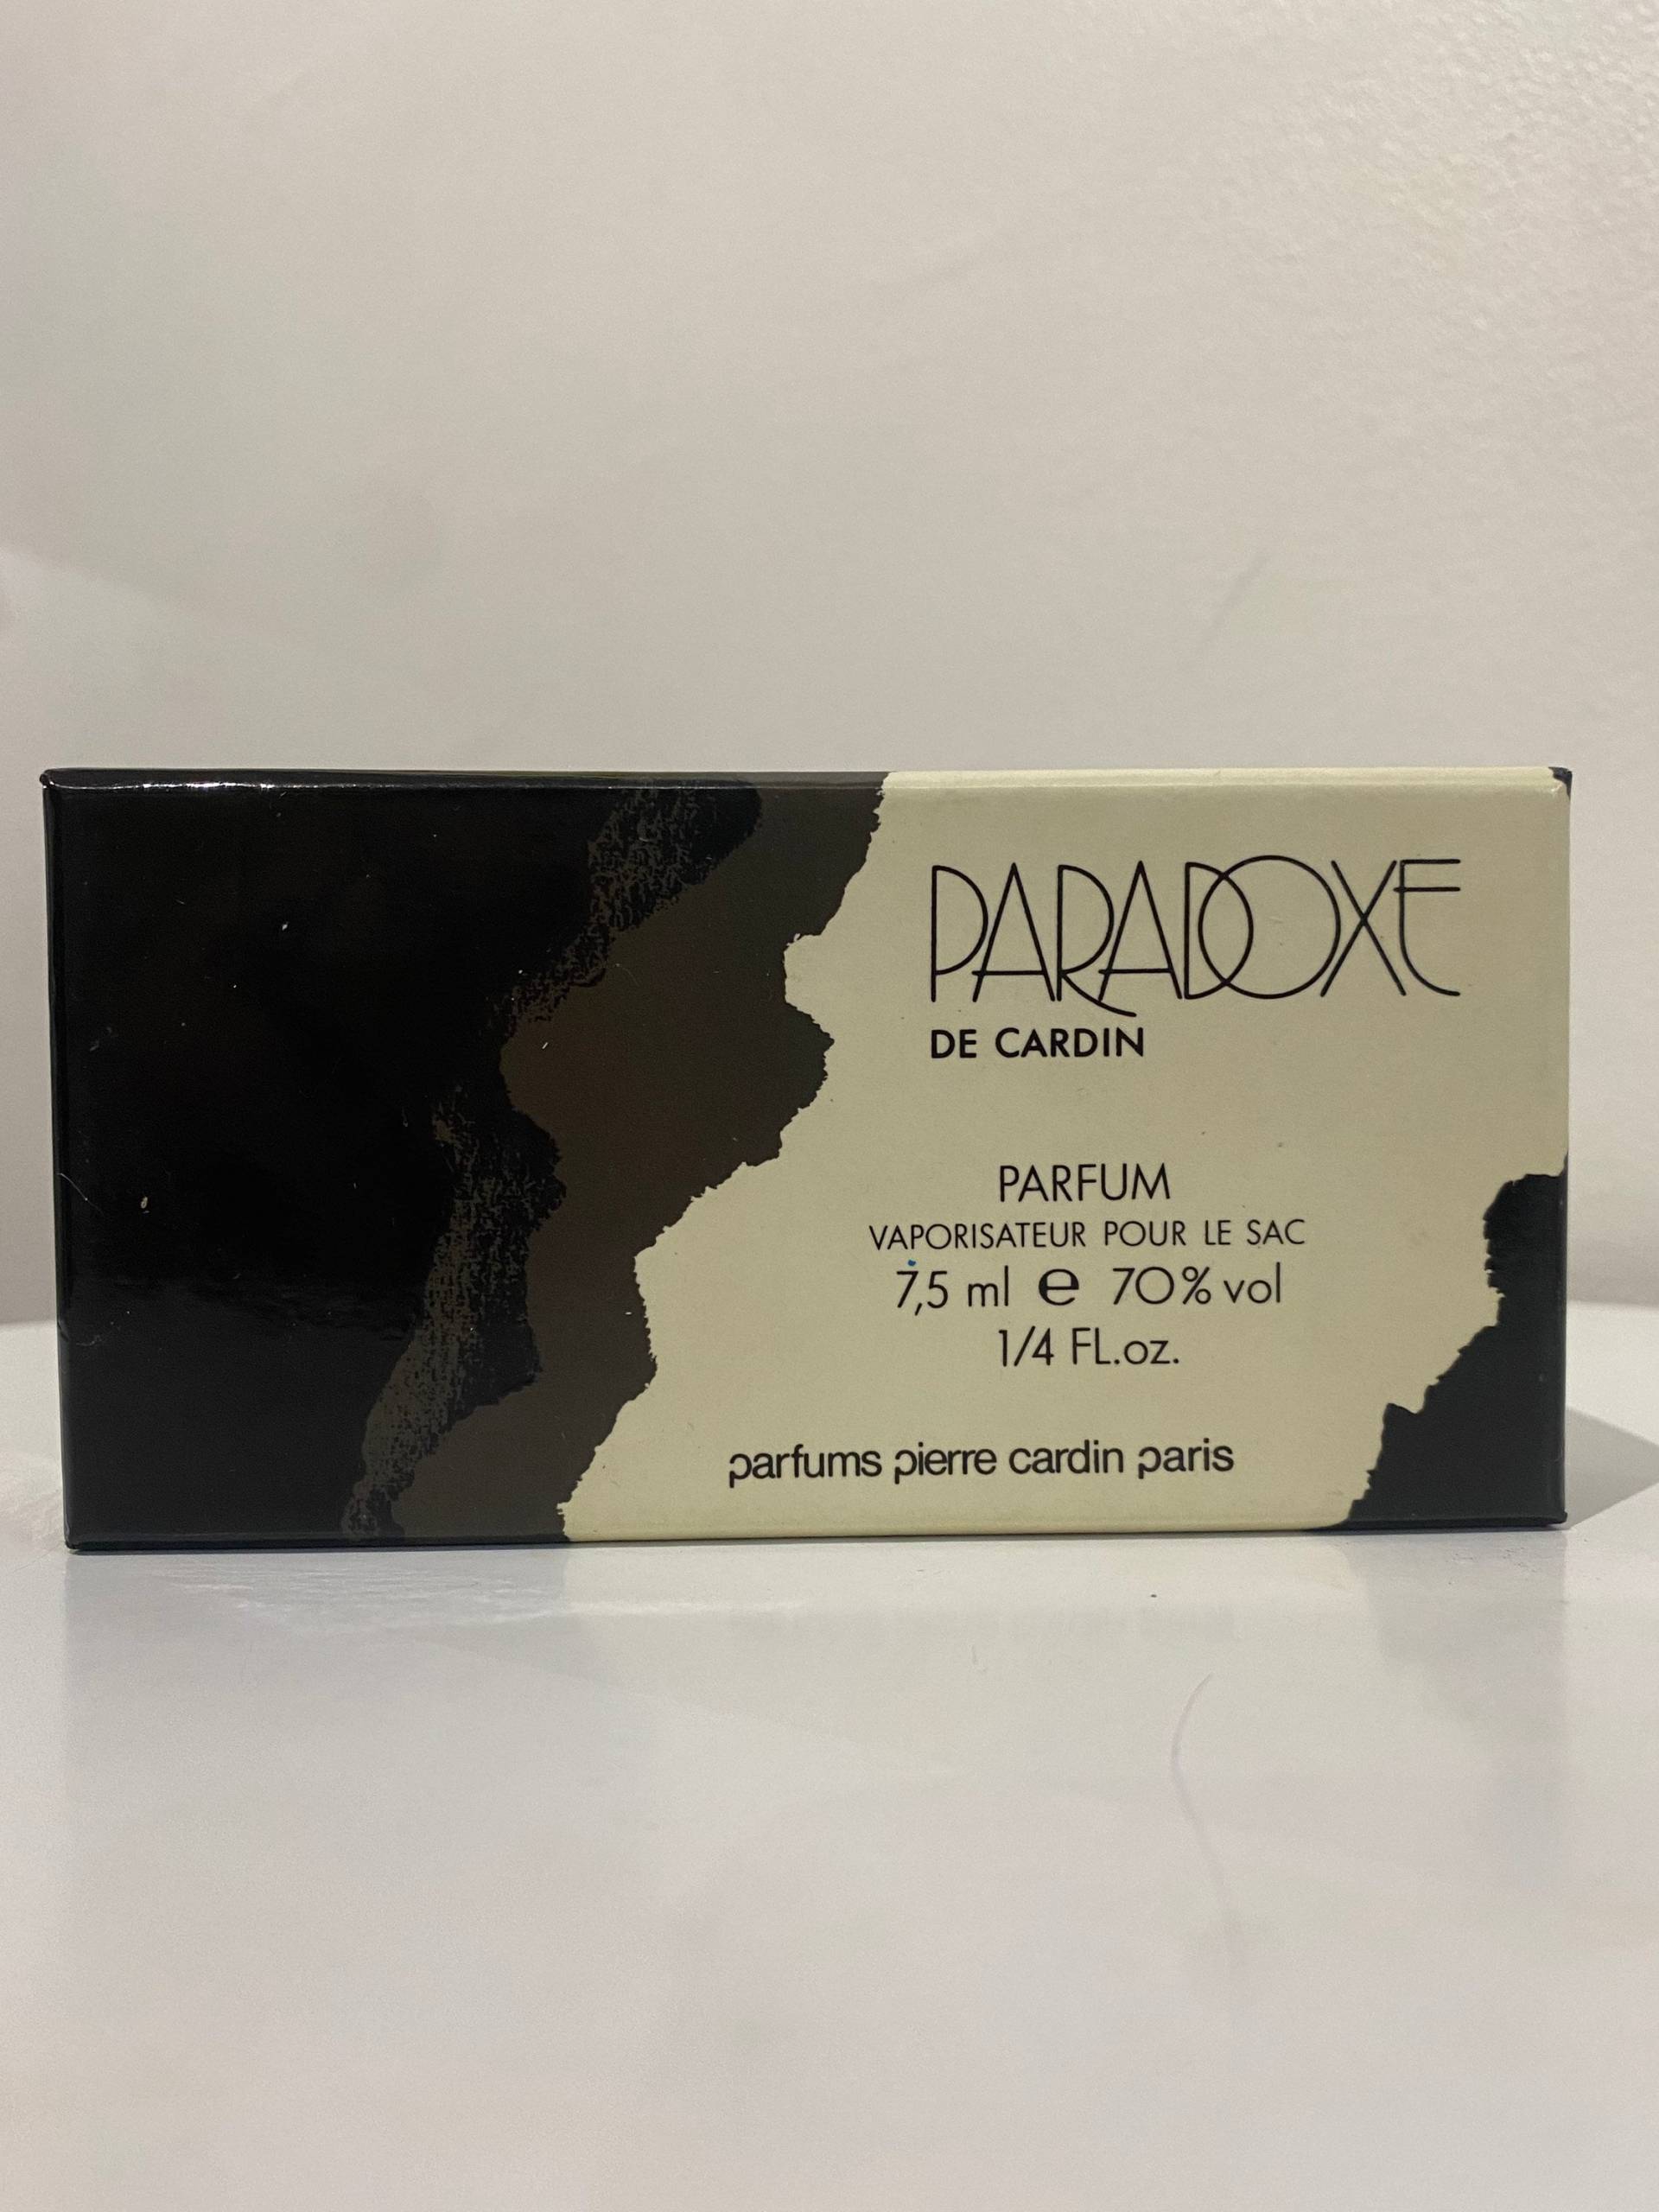 PARADOXE
DE CARDIN
PARFUM
VAPORISATEUR POUR LE SAC
7,5 ml e 70% vol
1/4 FL.oz.
parfums pierre cardin paris